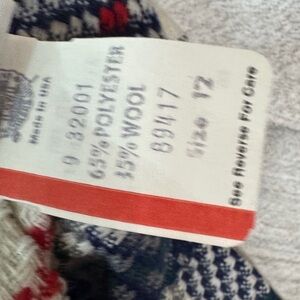 Made In USA
9 32001
65% POLYESTER
35% WOOL
89417
Size 12
See Reverse For Care